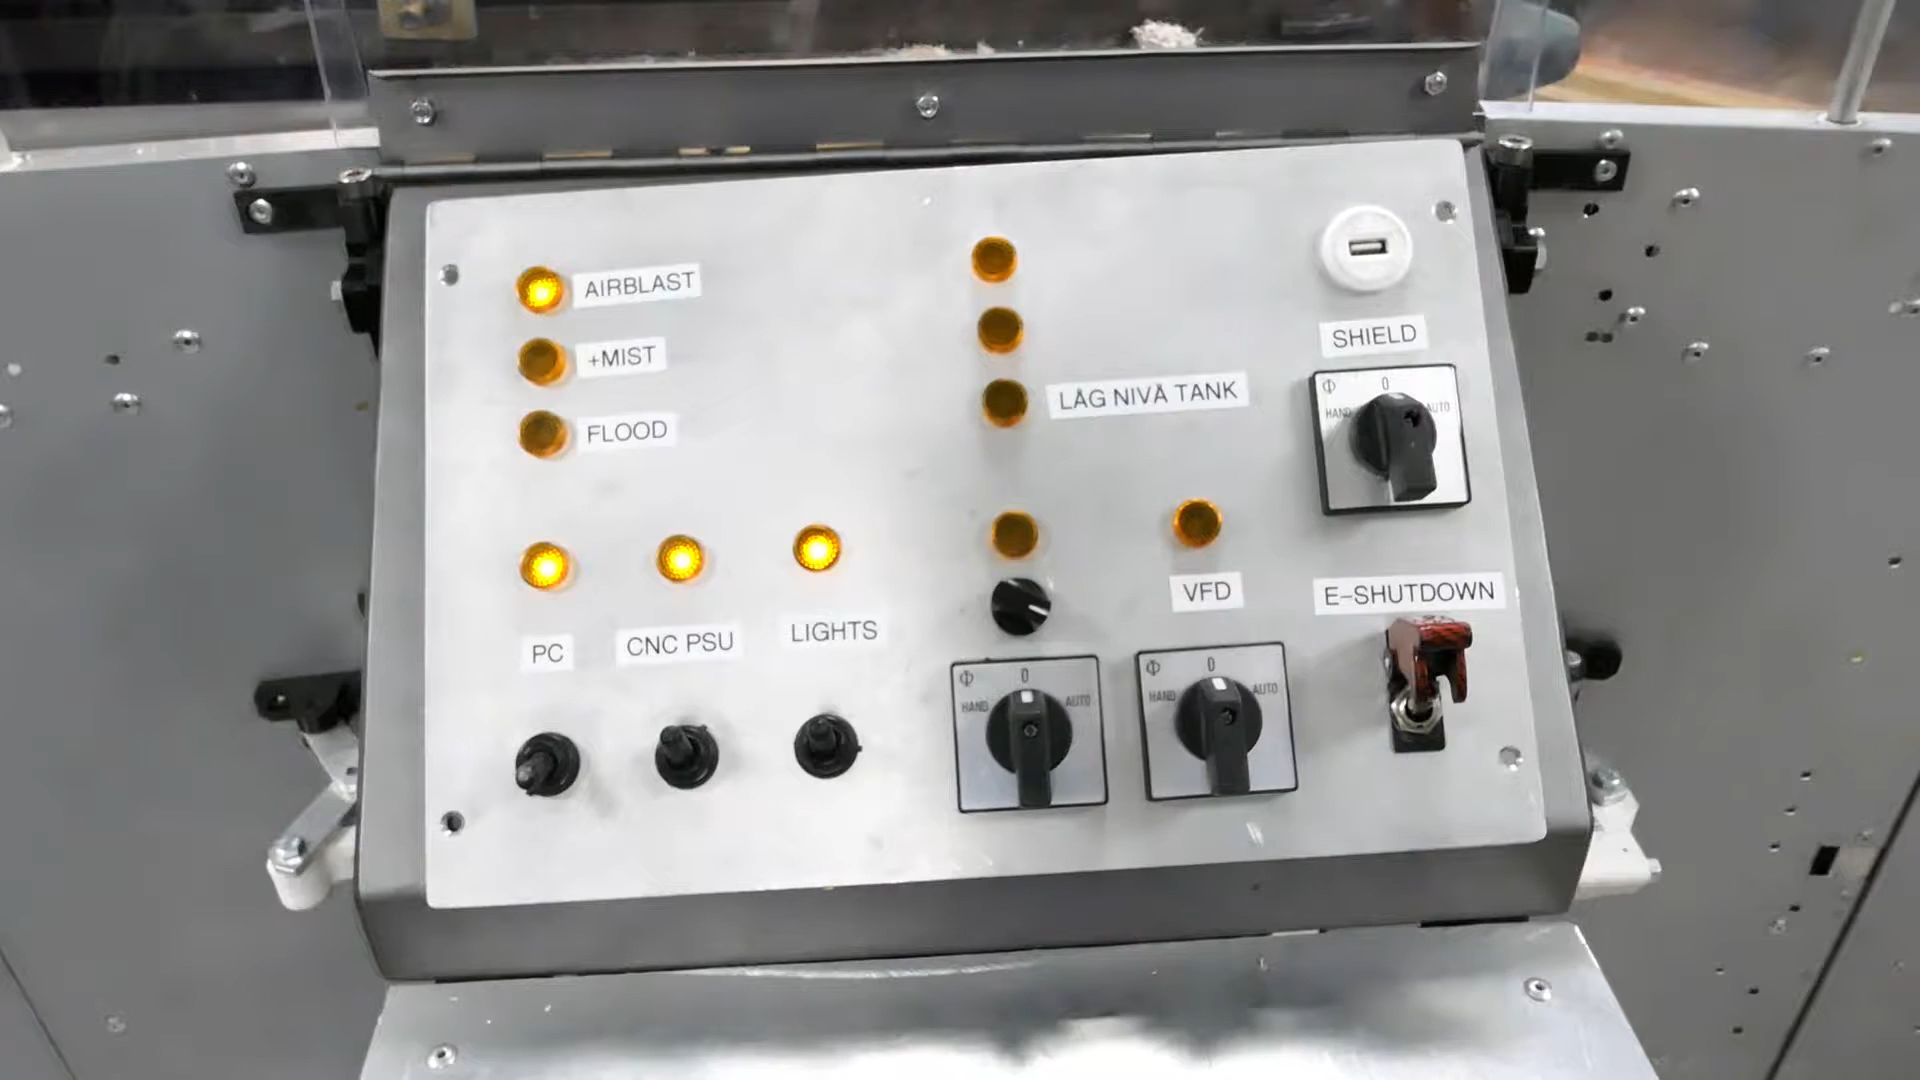 AIRBLAST
+MIST
FLOOD
LÅG NIVÅ TANK
SHIELD
0
HAND AUTO
PC
CNC PSU
LIGHTS
VFD
E-SHUTDOWN
0
HAND AUTO
0
HAND AUTO